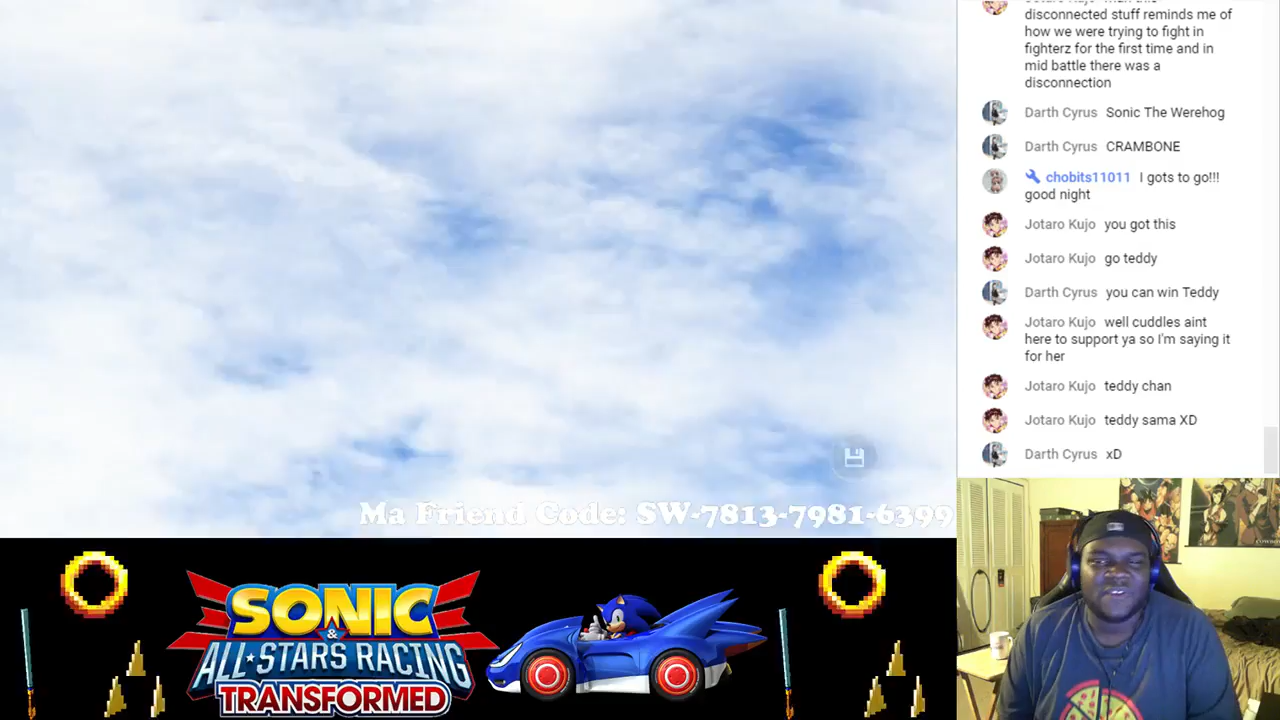 disconnected stuff reminds me of
how we were trying to fight in
fighterz for the first time and in
mid battle there was a
disconnection
Darth Cyrus Sonic The Werehog
Darth Cyrus CRAMBONE
chobits11011 I gots to go!!!
good night
Jotaro Kujo you got this
Jotaro Kujo go teddy
Darth Cyrus you can win Teddy
Jotaro Kujo well cuddles aint
here to support ya so I'm saying it
for her
Jotaro Kujo teddy chan
Jotaro Kujo teddy sama XD
Darth Cyrus xD
Ma Friend Code: SW-7813-7981-6399
SONIC
&
ALL-STARS RACING
TRANSFORMED